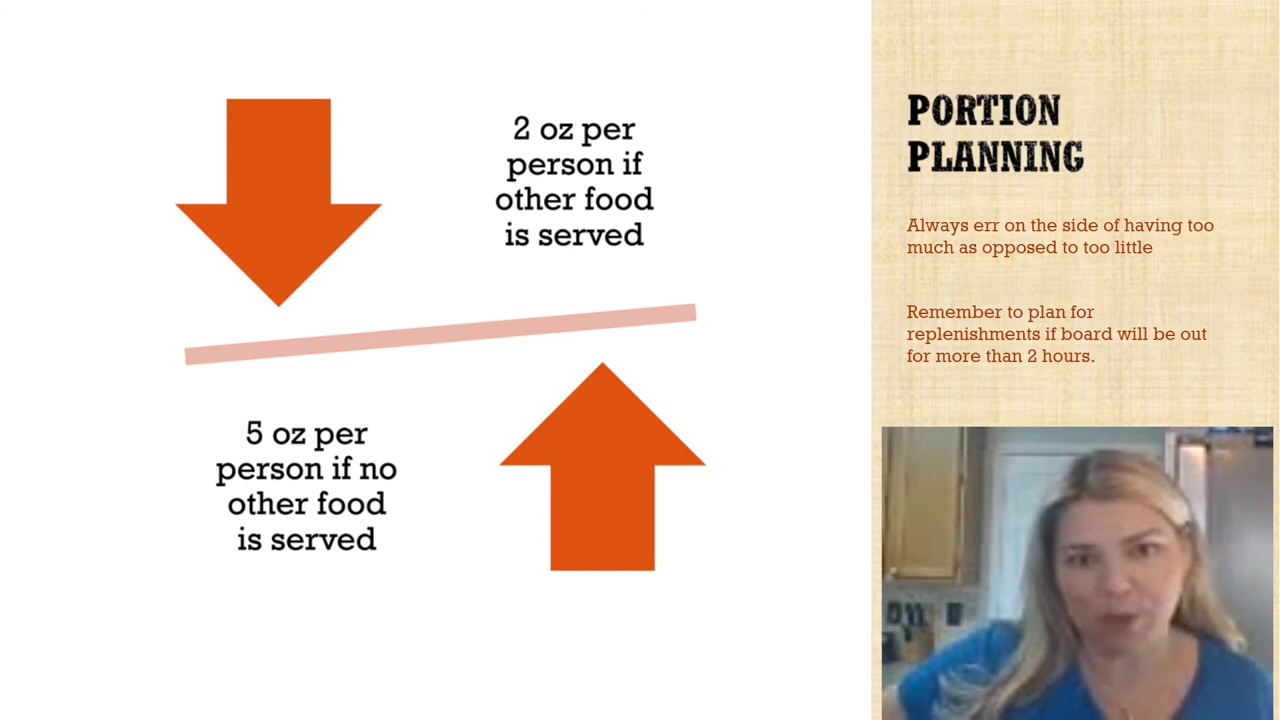 2 oz per
person if
other food
is served
5 oz per
person if no
other food
is served
PORTION
PLANNING
Always err on the side of having too
much as opposed to too little
Remember to plan for
replenishments if board will be out
for more than 2 hours.